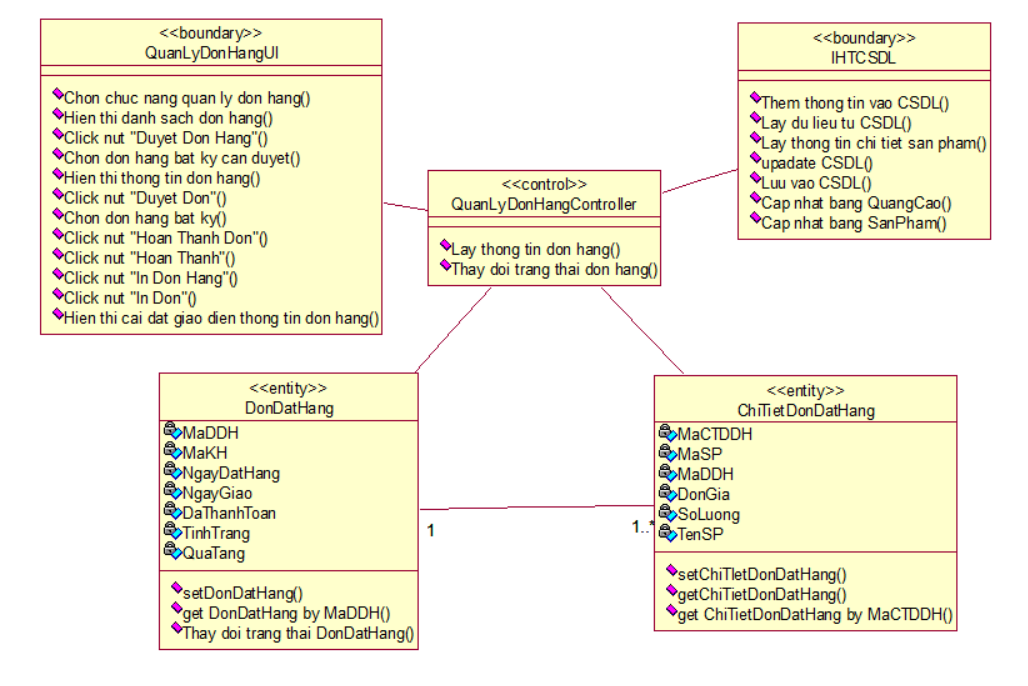 <<boundary>>
QuanLyDonHangUI
Chon chuc nang quan ly don hang()
Hien thi danh sach don hang()
Click nut "Duyet Don Hang"()
Chon don hang bat ky can duyet()
Hien thi thong tin don hang()
Click nut "Duyet Don"()
Chon don hang bat ky()
Click nut "Hoan Thanh Don"()
Click nut "Hoan Thanh"()
Click nut "In Don Hang"()
Click nut "In Don"()
Hien thi cai dat giao dien thong tin don hang()
<<boundary>>
IHTCSDL
Them thong tin vao CSDL()
Lay du lieu tu CSDL()
Lay thong tin chi tiet san pham()
upadate CSDL()
Luu vao CSDL()
Cap nhat bang QuangCao()
Cap nhat bang SanPham()
<<control>>
QuanLyDonHangController
Lay thong tin don hang()
Thay doi trang thai don hang()
<<entity>>
DonDatHang
MaDDH
MaKH
NgayDatHang
NgayGiao
DaThanhToan
TinhTrang
QuaTang
setDonDatHang()
get DonDatHang by MaDDH()
Thay doi trang thai DonDatHang()
1
1..*
<<entity>>
ChiTietDonDatHang
MaCTDDH
MaSP
MaDDH
DonGia
SoLuong
TenSP
setChiTIetDonDatHang()
getChiTietDonDatHang()
get ChiTietDonDatHang by MaCTDDH()